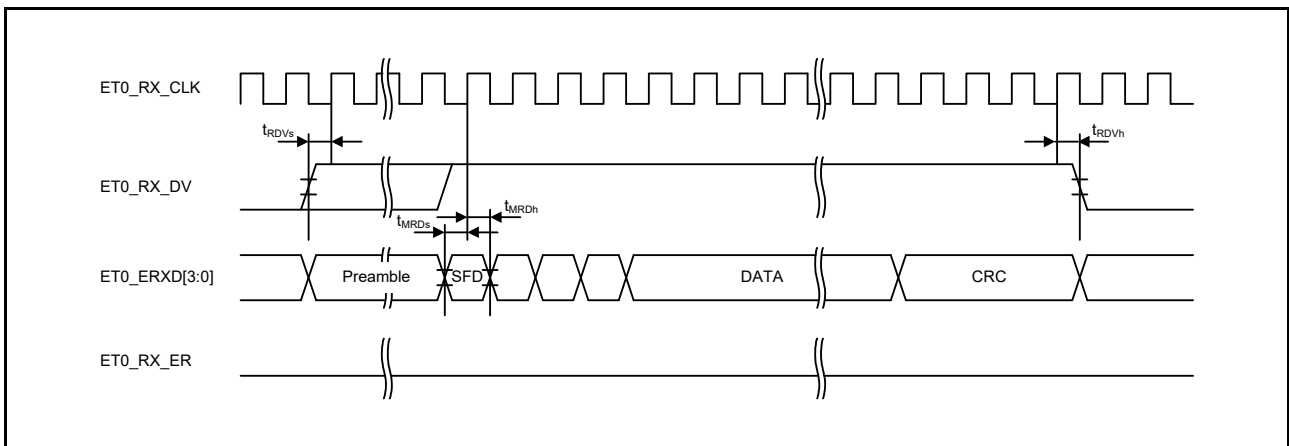 ET0_RX_CLK
tRDVs
tRDVh
ET0_RX_DV
tMRDs
tMRDh
ET0_ERXD[3:0]
Preamble
SFD
DATA
CRC
ET0_RX_ER